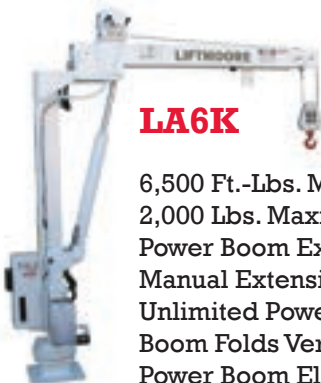 LIFTMOORE
LA6K
6,500 Ft.-Lbs. M
2,000 Lbs. Maxi
Power Boom Ex
Manual Extensi
Unlimited Powe
Boom Folds Ver
Power Boom El